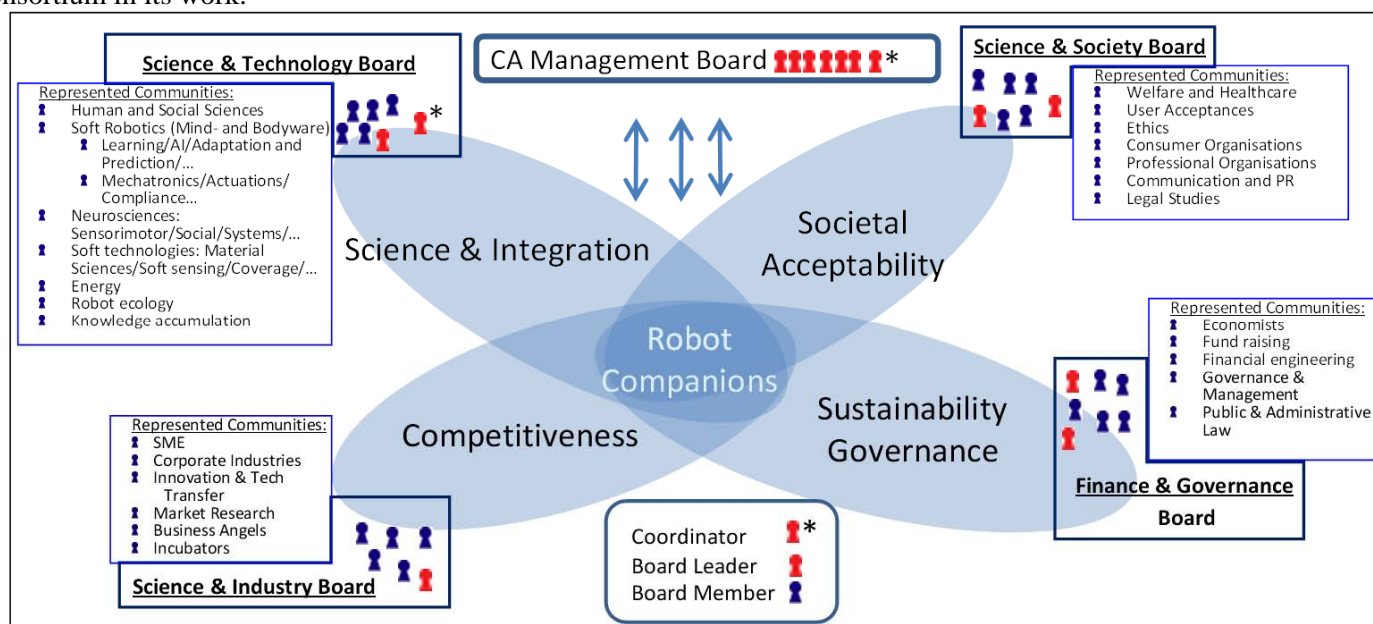 Science & Technology Board
Represented Communities:
Human and Social Sciences
Soft Robotics (Mind- and Bodyware)
Learning/AI/Adaptation and
Prediction/...
Mechatronics/Actuations/
Compliance...
Neurosciences:
Sensorimotor/Social/Systems/...
Soft technologies: Material
Sciences/Soft sensing/Coverage/...
Energy
Robot ecology
Knowledge accumulation
*
CA Management Board *
Science & Society Board
Represented Communities:
Welfare and Healthcare
User Acceptances
Ethics
Consumer Organisations
Professional Organisations
Communication and PR
Legal Studies
Science & Integration
Societal
Acceptability
Robot
Companions
Competitiveness
Sustainability
Governance
Represented Communities:
Economists
Fund raising
Financial engineering
Governance &
Management
Public & Administrative
Law
Finance & Governance
Board
Represented Communities:
SME
Corporate Industries
Innovation & Tech
Transfer
Market Research
Business Angels
Incubators
Science & Industry Board
Coordinator *
Board Leader
Board Member